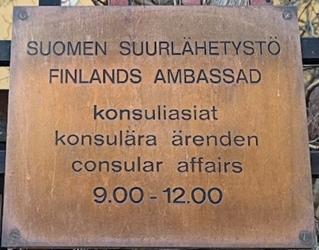 SUOMEN SUURLÄHETYSTÖ
FINLANDS AMBASSAD
konsuliasiat
konsulära ärenden
consular affairs
9.00 - 12.00